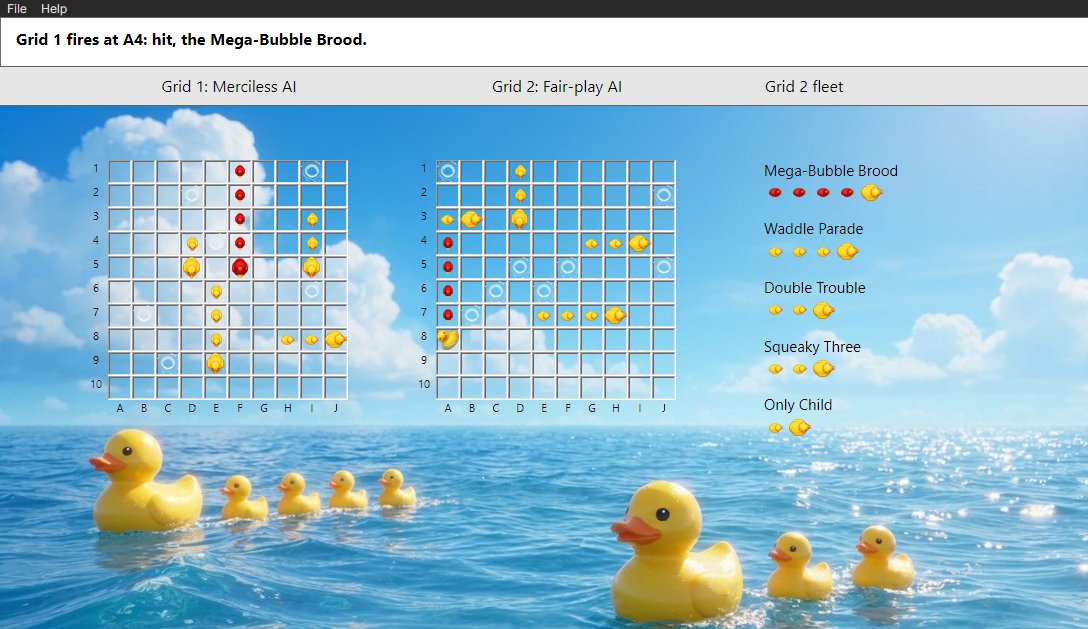 File Help
Grid 1 fires at A4: hit, the Mega-Bubble Brood.
Grid 1: Merciless AI Grid 2: Fair-play AI Grid 2 fleet
1 1 Mega-Bubble Brood
2 2
3 3 Waddle Parade
4 4
5 5
6 6 Double Trouble
7 7
8 8 Squeaky Three
9 9
10 10
A B C D E F G H I J A B C D E F G H I J Only Child